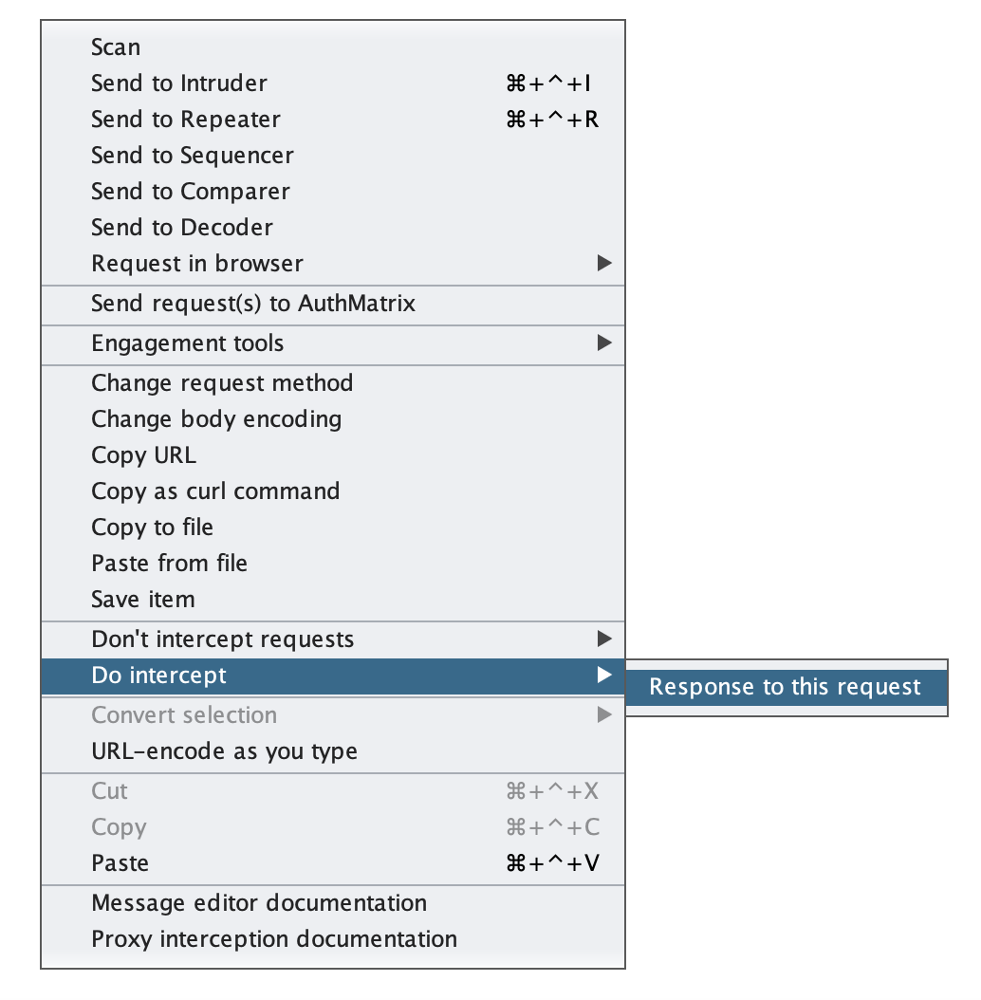 Scan
Send to Intruder ⌘+^+I
Send to Repeater ⌘+^+R
Send to Sequencer
Send to Comparer
Send to Decoder
Request in browser
Send request(s) to AuthMatrix
Engagement tools
Change request method
Change body encoding
Copy URL
Copy as curl command
Copy to file
Paste from file
Save item
Don't intercept requests
Do intercept
Response to this request
Convert selection
URL-encode as you type
Cut ⌘+^+X
Copy ⌘+^+C
Paste ⌘+^+V
Message editor documentation
Proxy interception documentation